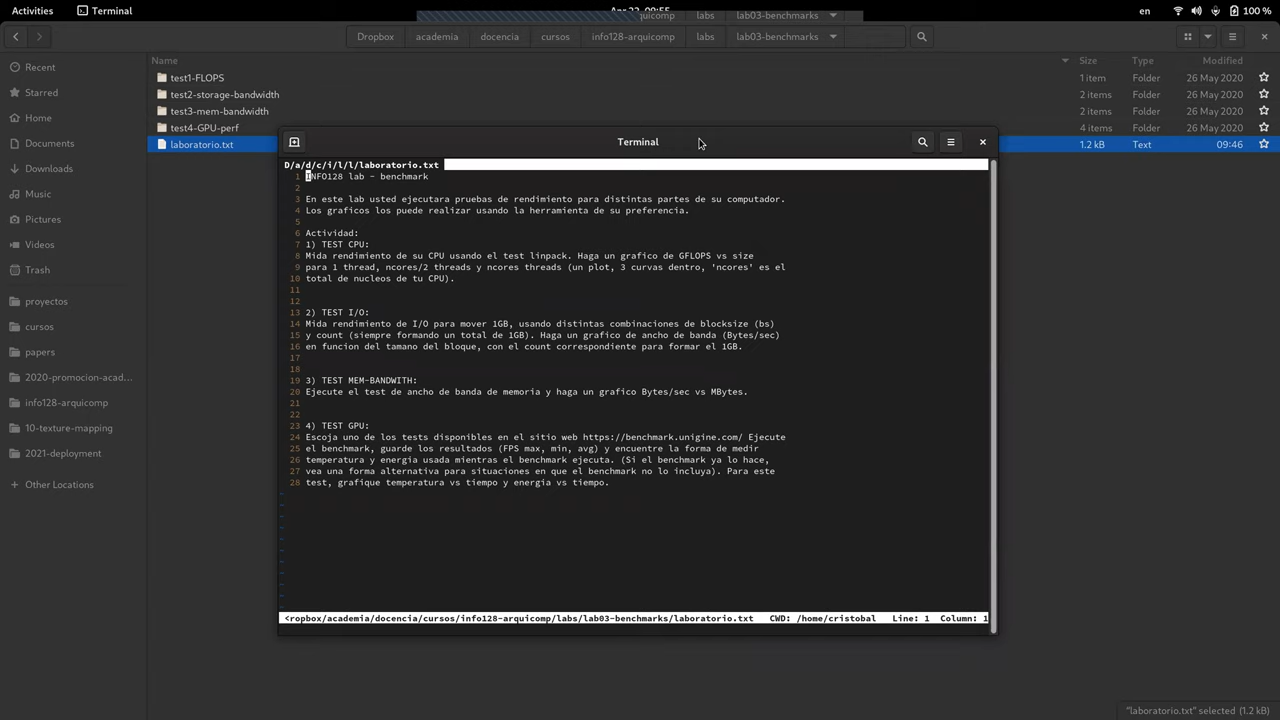 Activities
Terminal
Apr 22, 09:55
en
100 %
labs
lab03-benchmarks
Dropbox
academia
docencia
cursos
info128-arquicomp
labs
lab03-benchmarks
Name
Size
Type
Modified
Recent
Starred
Home
Documents
Downloads
Music
Pictures
Videos
Trash
proyectos
cursos
papers
2020-promocion-acad...
info128-arquicomp
10-texture-mapping
2021-deployment
Other Locations
test1-FLOPS 1 item Folder 26 May 2020
test2-storage-bandwidth 2 items Folder 26 May 2020
test3-mem-bandwidth 2 items Folder 26 May 2020
test4-GPU-perf 4 items Folder 26 May 2020
laboratorio.txt 1.2 kB Text 09:46
Terminal
D/a/d/c/i/l/l/laboratorio.txt
1 INFO128 lab - benchmark
2
3 En este lab usted ejecutara pruebas de rendimiento para distintas partes de su computador.
4 Los graficos los puede realizar usando la herramienta de su preferencia.
5
6 Actividad:
7 1) TEST CPU:
8 Mida rendimiento de su CPU usando el test linpack. Haga un grafico de GFLOPS vs size
9 para 1 thread, ncores/2 threads y ncores threads (un plot, 3 curvas dentro, 'ncores' es el
10 total de nucleos de tu CPU).
11
12
13 2) TEST I/O:
14 Mida rendimiento de I/O para mover 1GB, usando distintas combinaciones de blocksize (bs)
15 y count (siempre formando un total de 1GB). Haga un grafico de ancho de banda (Bytes/sec)
16 en funcion del tamano del bloque, con el count correspondiente para formar el 1GB.
17
18
19 3) TEST MEM-BANDWITH:
20 Ejecute el test de ancho de banda de memoria y haga un grafico Bytes/sec vs MBytes.
21
22
23 4) TEST GPU:
24 Escoja uno de los tests disponibles en el sitio web https://benchmark.unigine.com/ Ejecute
25 el benchmark, guarde los resultados (FPS max, min, avg) y encuentre la forma de medir
26 temperatura y energia usada mientras el benchmark ejecuta. (Si el benchmark ya lo hace,
27 vea una forma alternativa para situaciones en que el benchmark no lo incluya). Para este
28 test, grafique temperatura vs tiempo y energia vs tiempo.
<ropbox/academia/docencia/cursos/info128-arquicomp/labs/lab03-benchmarks/laboratorio.txt CWD: /home/cristobal Line: 1 Column: 1
"laboratorio.txt" selected (1.2 kB)